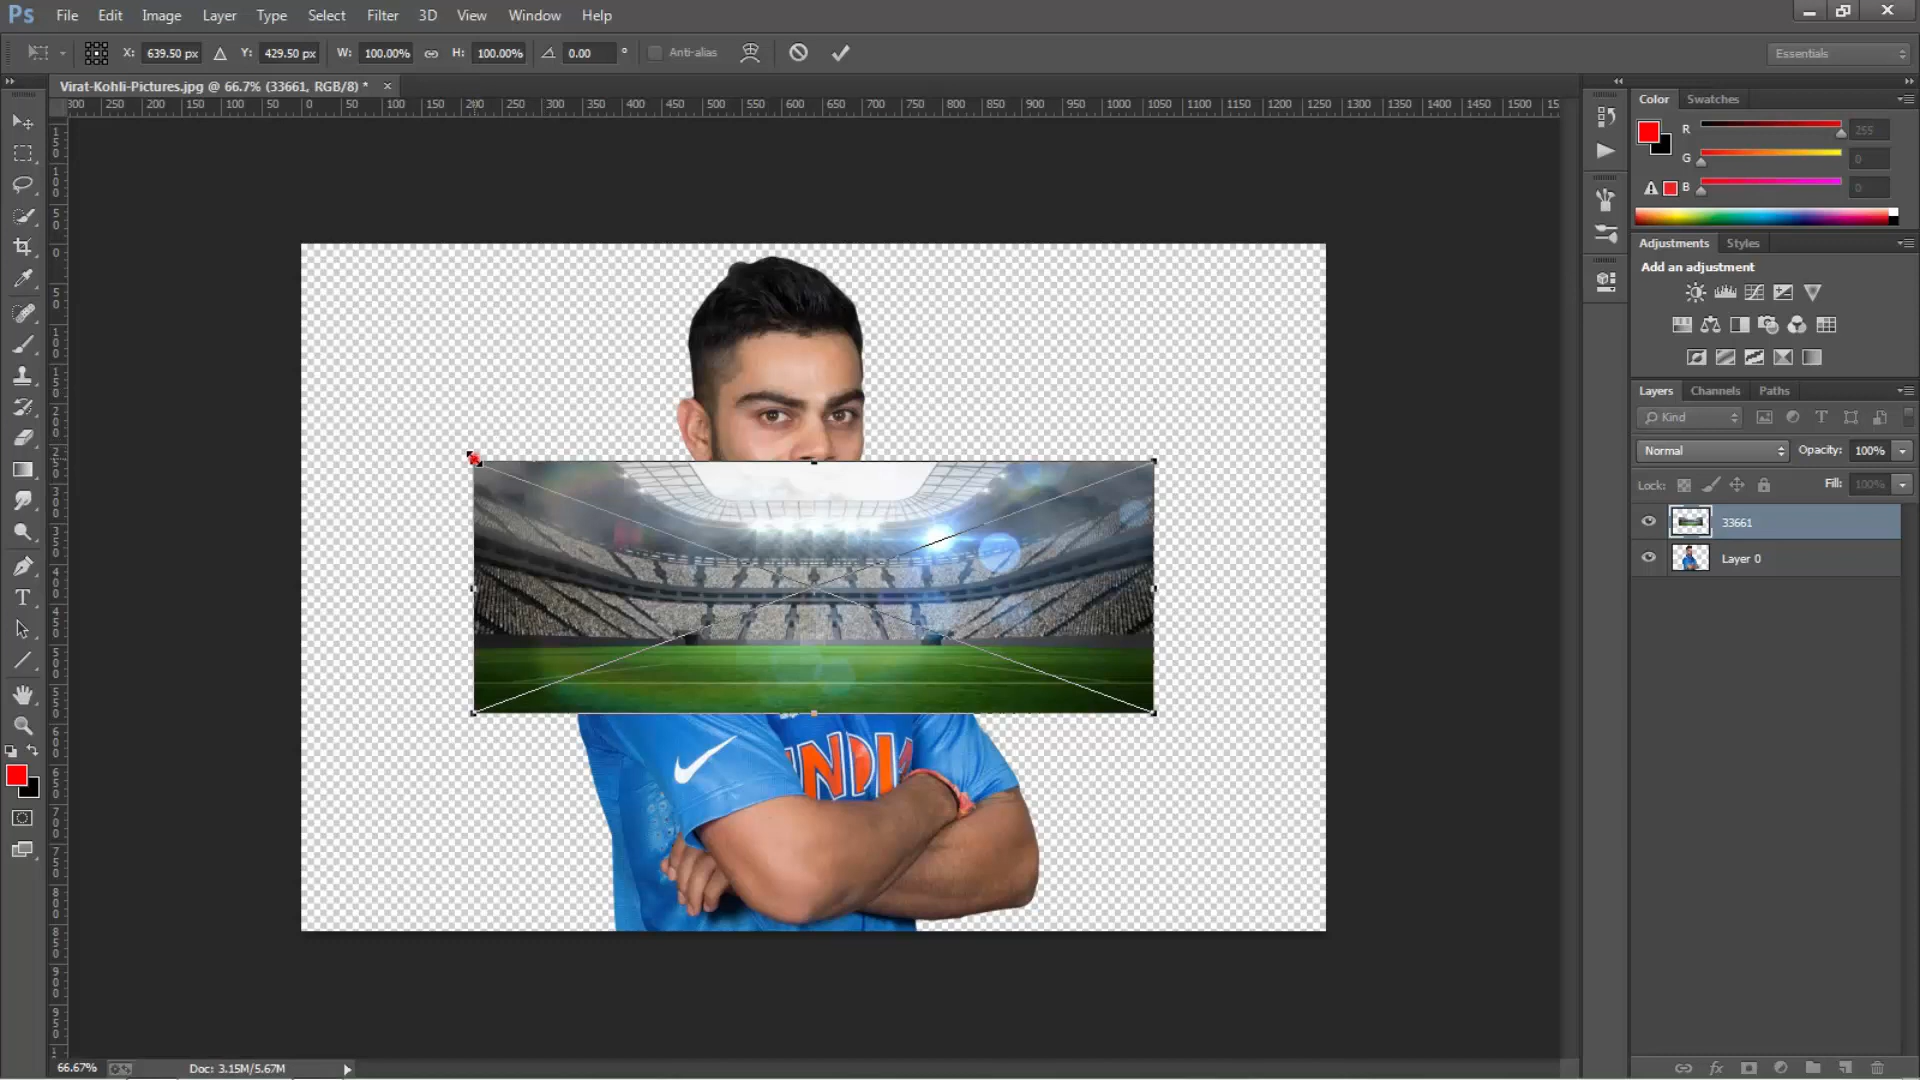 Ps File Edit Image Layer Type Select Filter 3D View Window Help
X: 639.50 px Y: 429.50 px W: 100.00% H: 100.00% 0.00 ° Anti-alias Essentials
Virat-Kohli-Pictures.jpg @ 66.7% (33661, RGB/8) * ×
300 250 200 150 100 50 0 50 100 150 200 250 300 350 400 450 500 550 600 650 700 750 800 850 900 950 1000 1050 1100 1150 1200 1250 1300 1350 1400 1450 1500 15
Color Swatches
R 255
G 0
B 0
Adjustments Styles
Add an adjustment
Layers Channels Paths
Kind
Normal Opacity: 100%
Lock: Fill: 100%
33661
Layer 0
INDI
66.67% Doc: 3.15M/5.67M